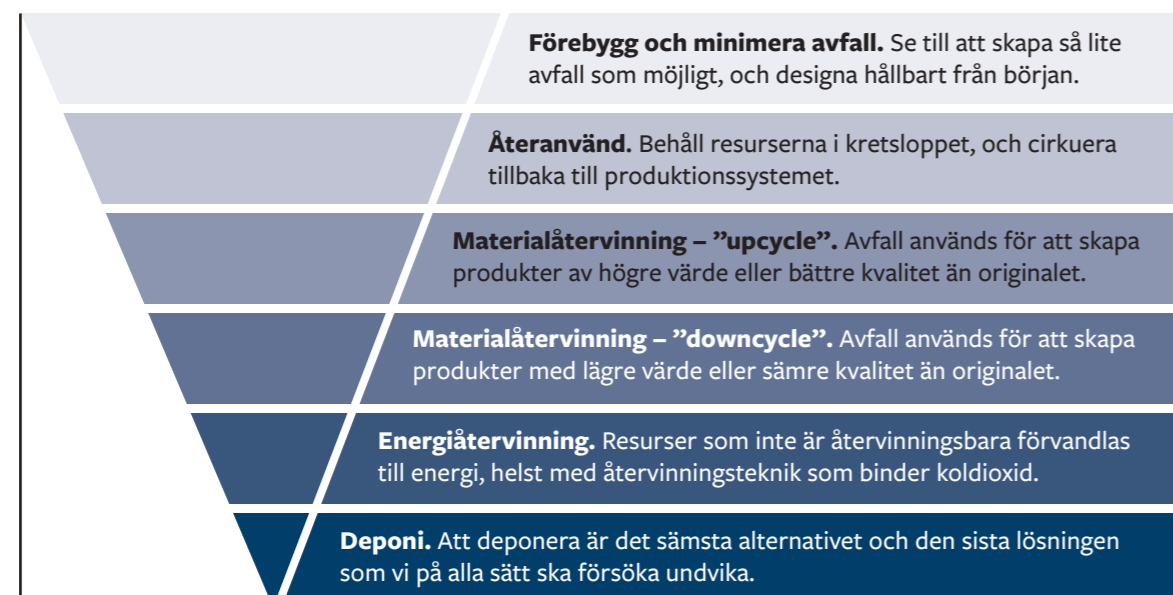 Förebygg och minimera avfall. Se till att skapa så lite
avfall som möjligt, och designa hållbart från början.
Återanvänd. Behåll resurserna i kretsloppet, och cirkuera
tillbaka till produktionssystemet.
Materialåtervinning – ”upcycle”. Avfall används för att skapa
produkter av högre värde eller bättre kvalitet än originalet.
Materialåtervinning – ”downcycle”. Avfall används för att skapa
produkter med lägre värde eller sämre kvalitet än originalet.
Energiåtervinning. Resurser som inte är återvinningsbara förvandlas
till energi, helst med återvinningsteknik som binder koldioxid.
Deponi. Att deponera är det sämsta alternativet och den sista lösningen
som vi på alla sätt ska försöka undvika.